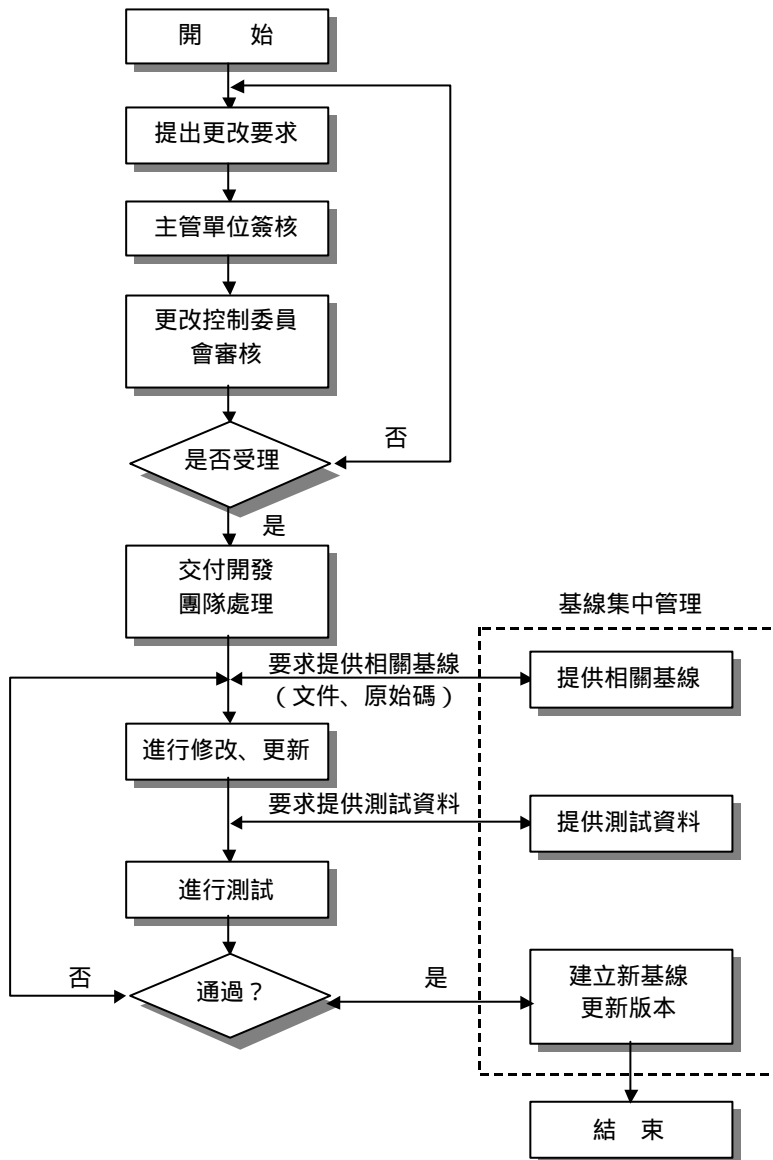 開 始
提出更改要求
主管單位簽核
更改控制委員
會審核
否
是否受理
是
交付開發
團隊處理
基線集中管理
要求提供相關基線
（文件、原始碼）
提供相關基線
進行修改、更新
要求提供測試資料
提供測試資料
進行測試
否
通過？
是
建立新基線
更新版本
結 束